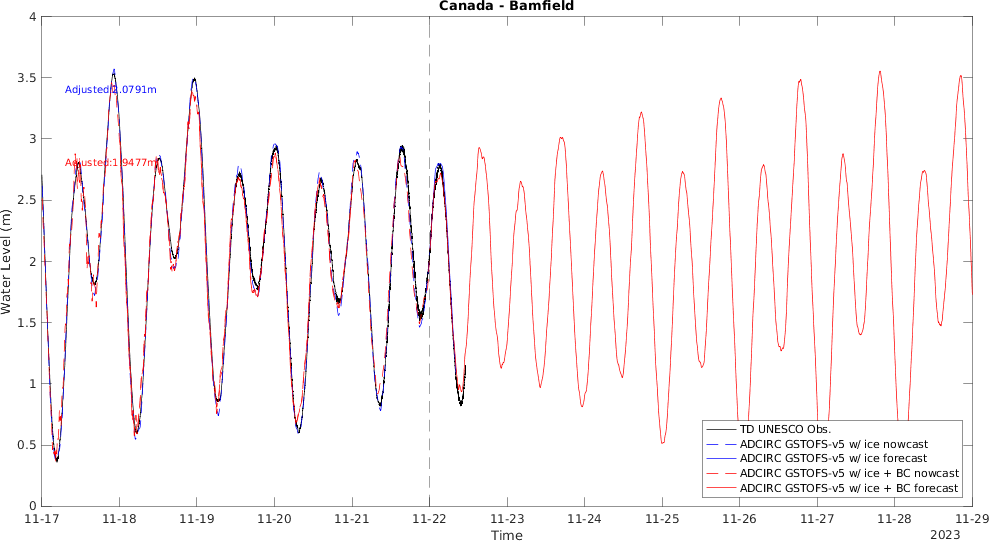 Canada - Bamfield
4
3.5
3
2.5
2
1.5
1
0.5
0
Water Level (m)
Adjusted:2.0791m
Adjusted:1.9477m
TD UNESCO Obs.
ADCIRC GSTOFS-v5 w/ ice nowcast
ADCIRC GSTOFS-v5 w/ ice forecast
ADCIRC GSTOFS-v5 w/ ice + BC nowcast
ADCIRC GSTOFS-v5 w/ ice + BC forecast
11-17 11-18 11-19 11-20 11-21 11-22 11-23 11-24 11-25 11-26 11-27 11-28 11-29
Time 2023